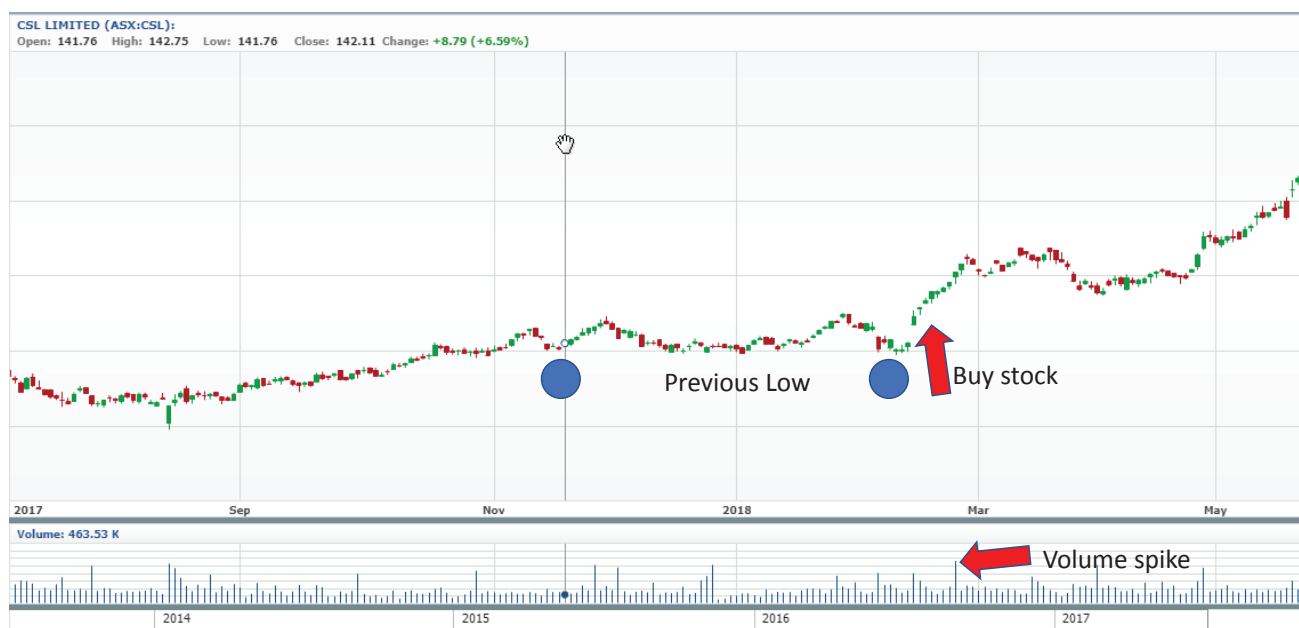 CSL LIMITED (ASX:CSL):
Open: 141.76 High: 142.75 Low: 141.76 Close: 142.11 Change: +8.79 (+6.59%)
Previous Low
Buy stock
2017 Sep Nov 2018 Mar May
Volume: 463.53 K
Volume spike
2014 2015 2016 2017